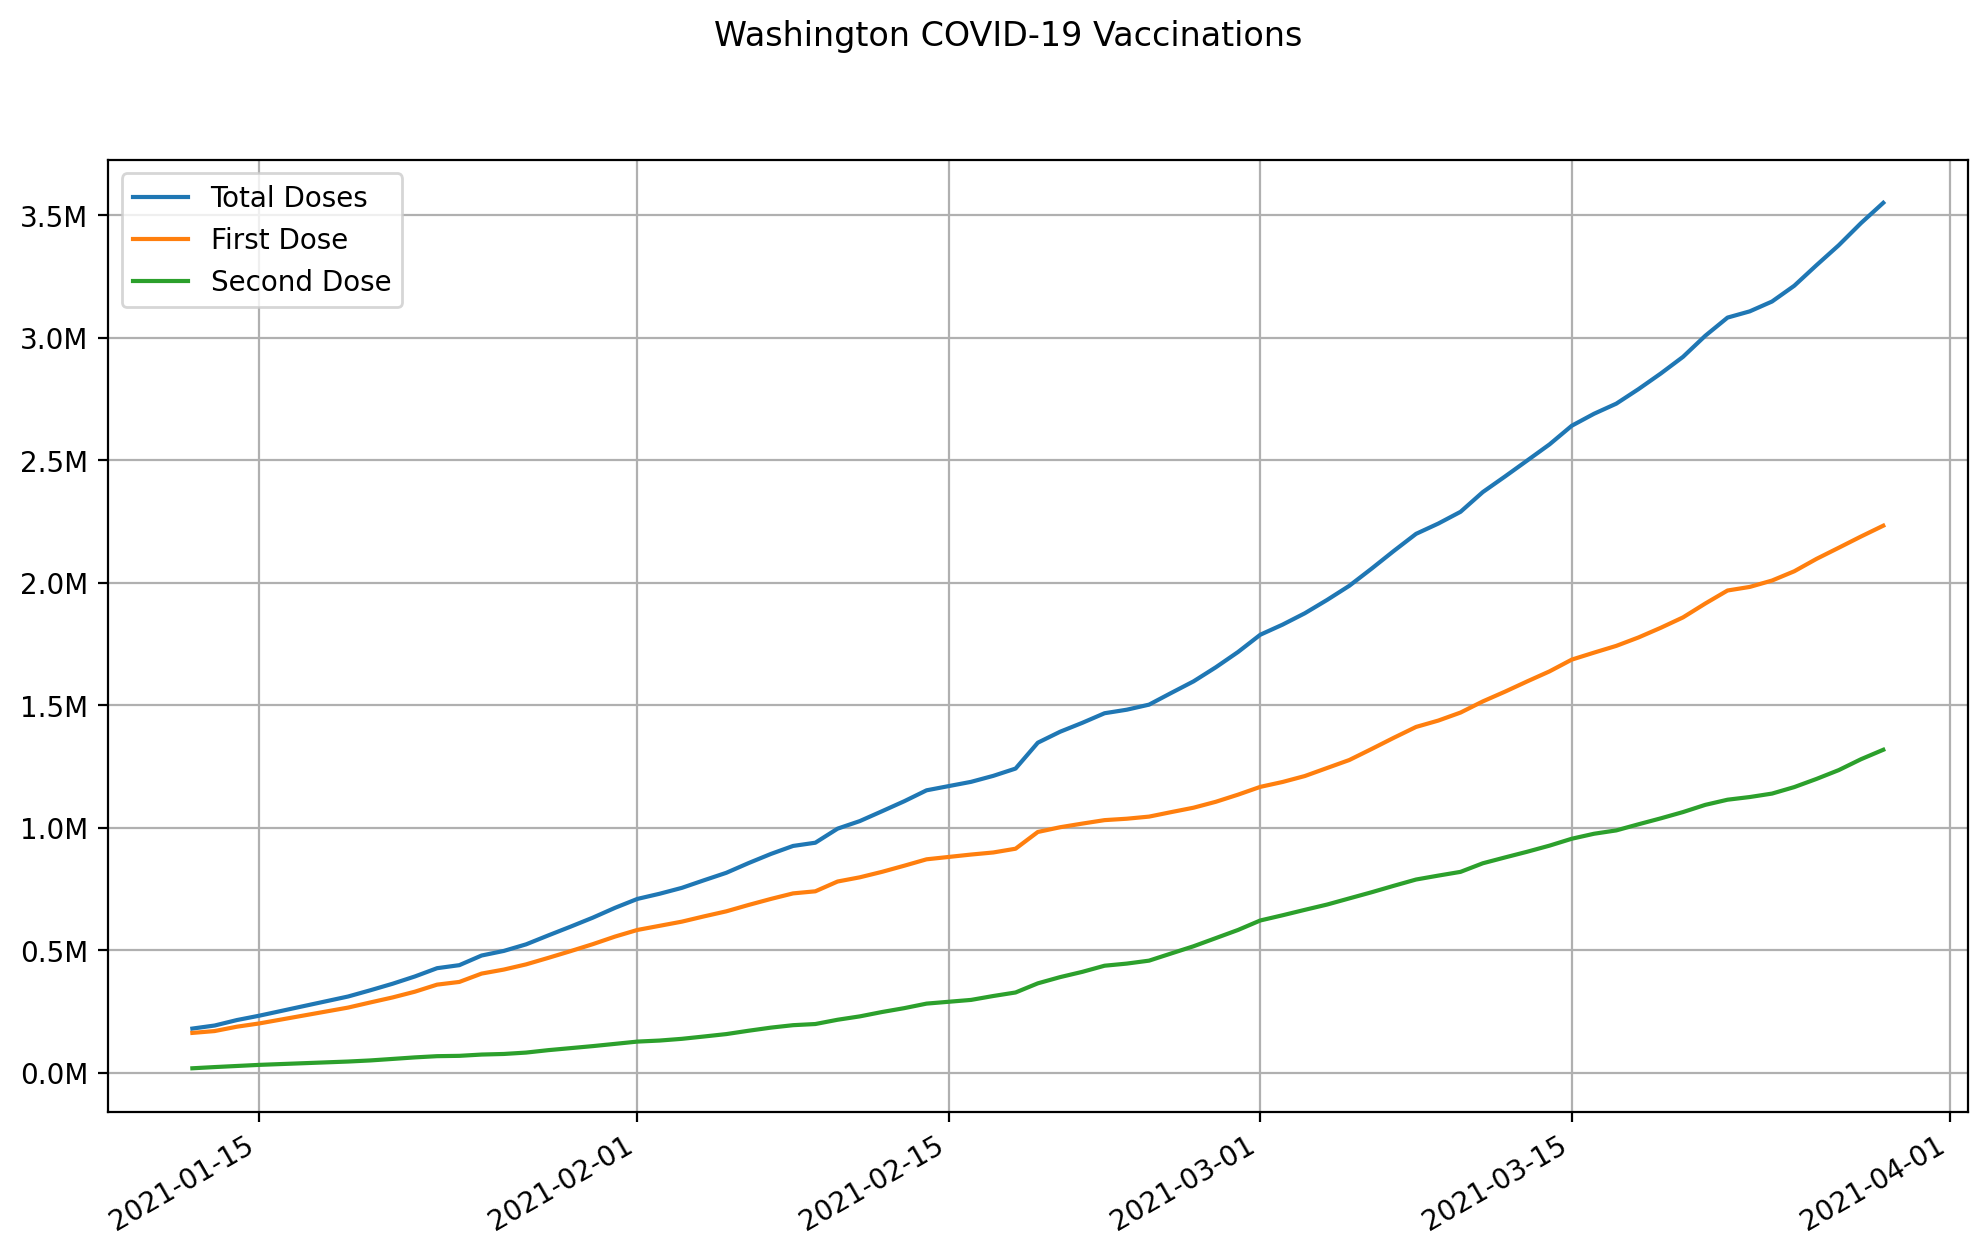 Washington COVID-19 Vaccinations
Total Doses
First Dose
Second Dose
3.5M
3.0M
2.5M
2.0M
1.5M
1.0M
0.5M
0.0M
2021-01-15
2021-02-01
2021-02-15
2021-03-01
2021-03-15
2021-04-01